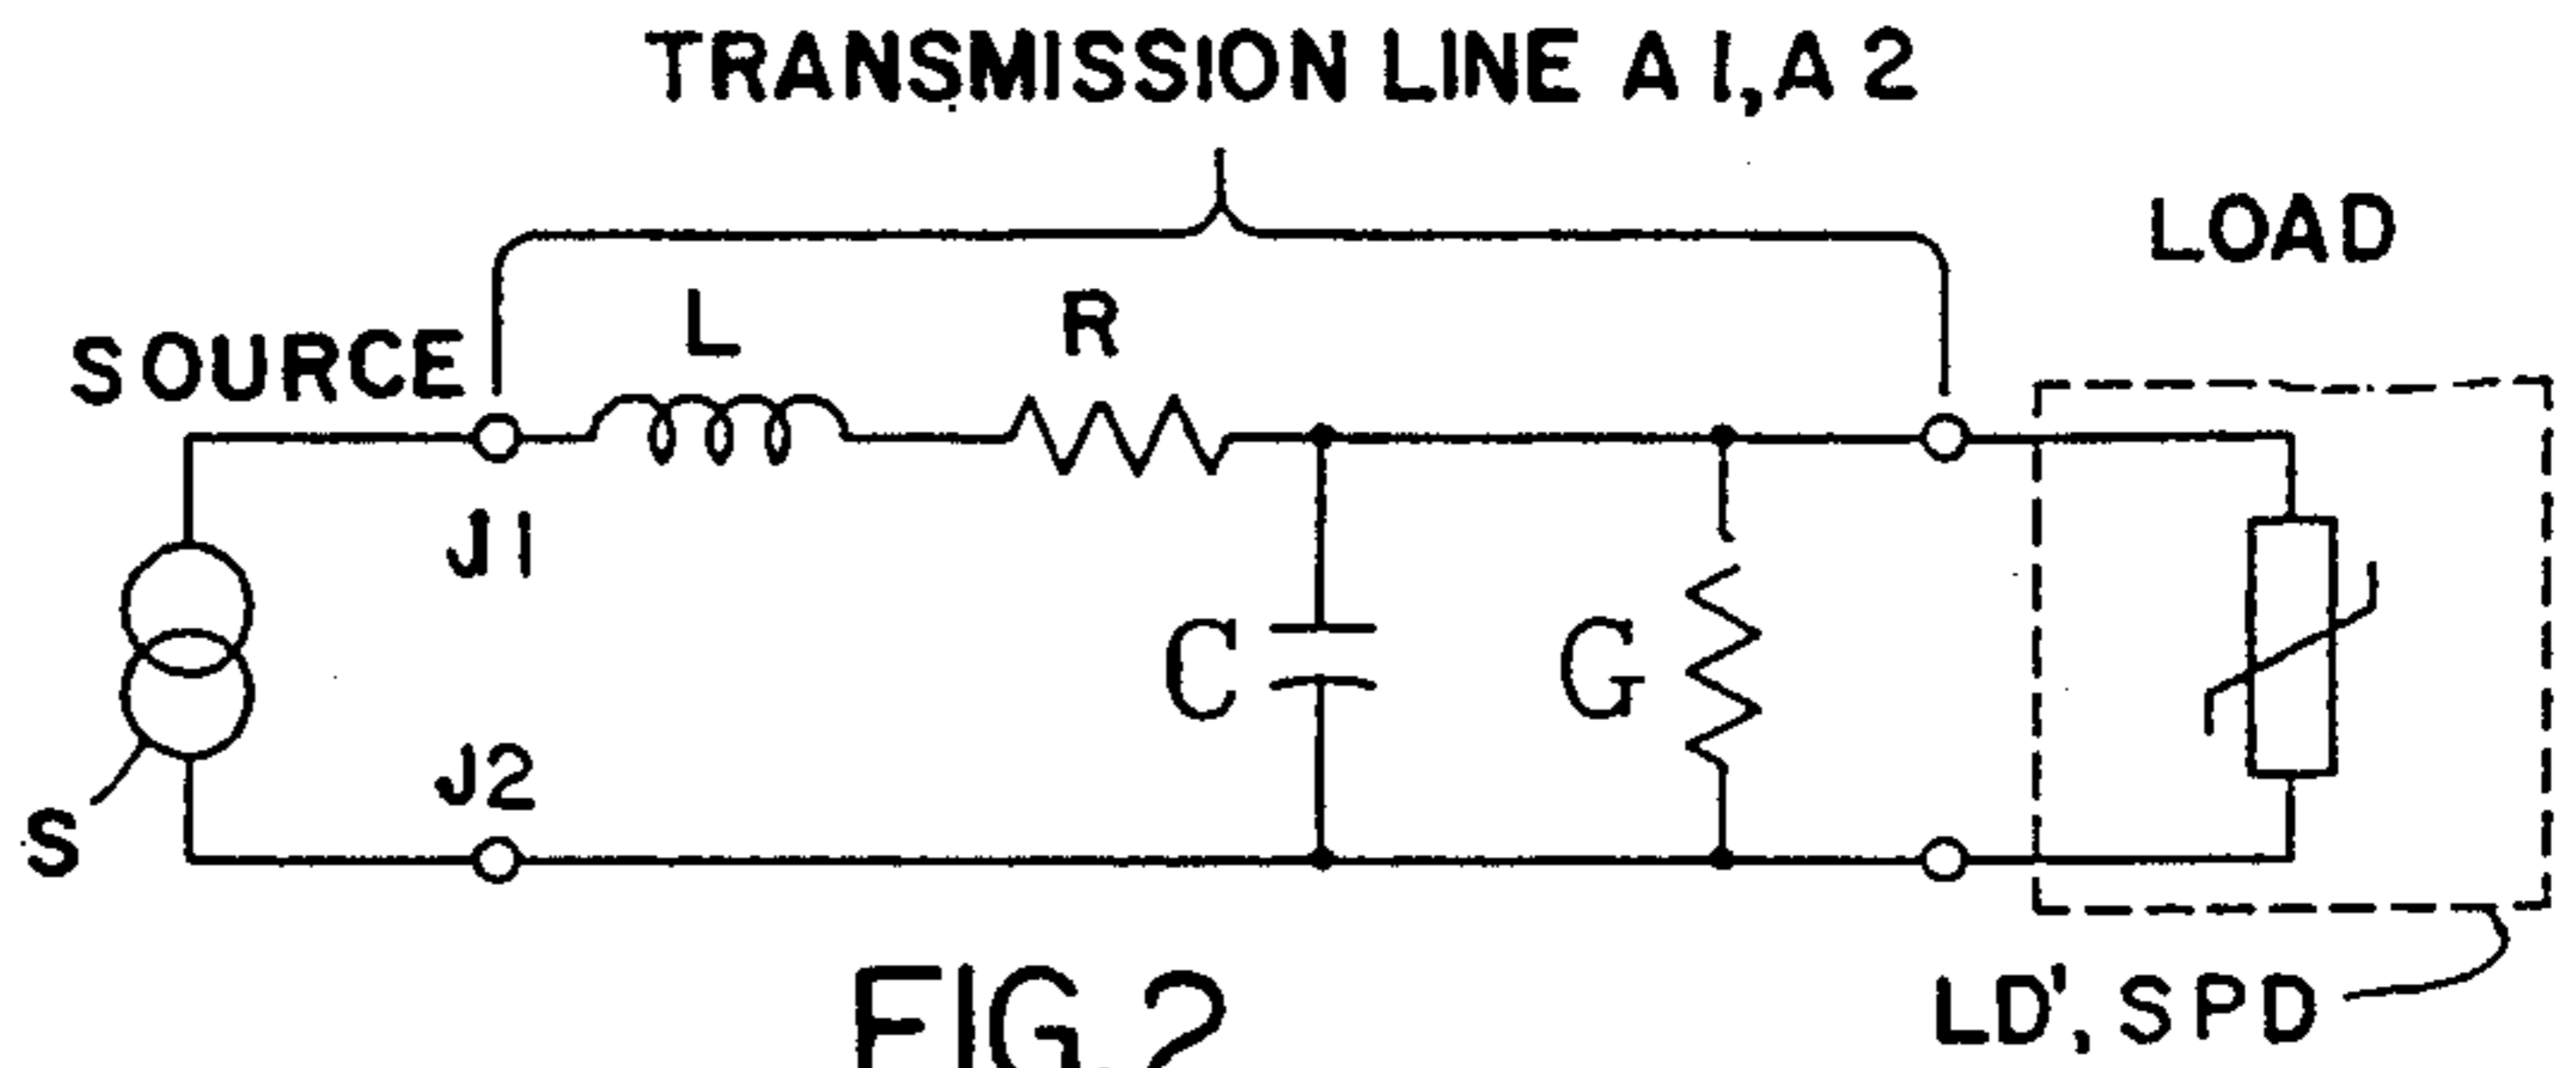 TRANSMISSION LINE A1, A2
LOAD
L
R
SOURCE
J1
C
G
J2
S
LD', SPD
FIG. 2